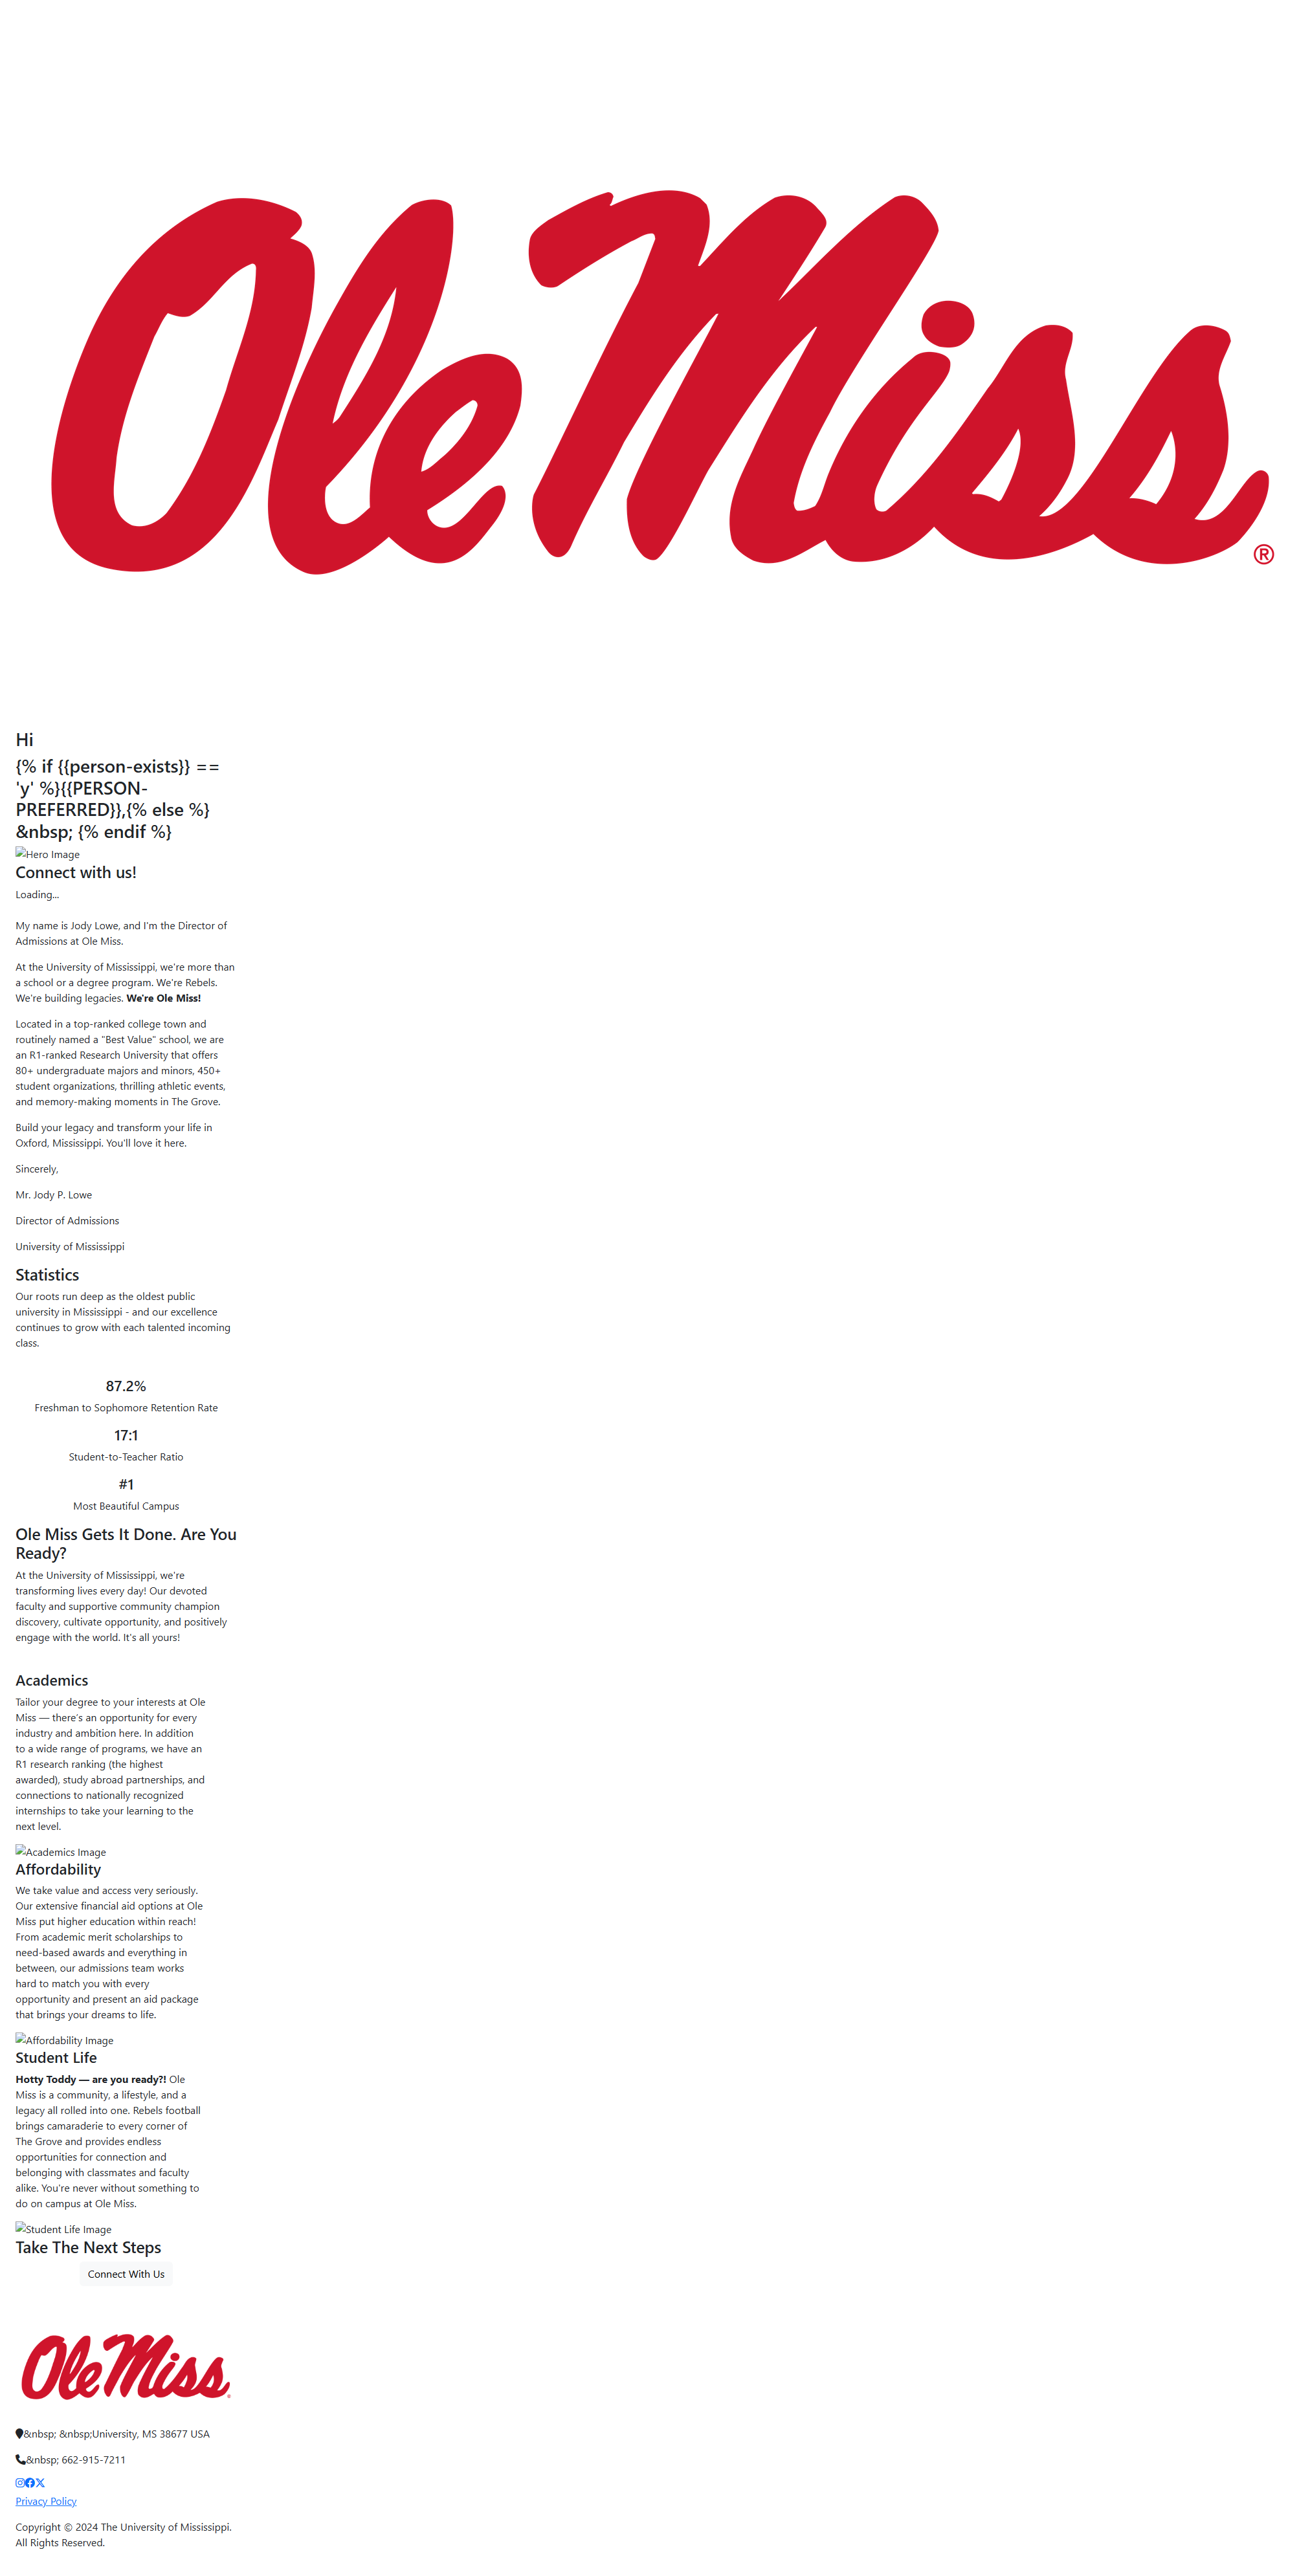 Ole Miss®
Hi
{% if {{person-exists}} ==
'y' %}{{PERSON-
PREFERRED}},{% else %}
&nbsp; {% endif %}
Hero Image
Connect with us!
Loading...
My name is Jody Lowe, and I'm the Director of
Admissions at Ole Miss.
At the University of Mississippi, we're more than
a school or a degree program. We're Rebels.
We're building legacies. We're Ole Miss!
Located in a top-ranked college town and
routinely named a "Best Value" school, we are
an R1-ranked Research University that offers
80+ undergraduate majors and minors, 450+
student organizations, thrilling athletic events,
and memory-making moments in The Grove.
Build your legacy and transform your life in
Oxford, Mississippi. You'll love it here.
Sincerely,
Mr. Jody P. Lowe
Director of Admissions
University of Mississippi
Statistics
Our roots run deep as the oldest public
university in Mississippi - and our excellence
continues to grow with each talented incoming
class.
87.2%
Freshman to Sophomore Retention Rate
17:1
Student-to-Teacher Ratio
#1
Most Beautiful Campus
Ole Miss Gets It Done. Are You
Ready?
At the University of Mississippi, we're
transforming lives every day! Our devoted
faculty and supportive community champion
discovery, cultivate opportunity, and positively
engage with the world. It's all yours!
Academics
Tailor your degree to your interests at Ole
Miss — there's an opportunity for every
industry and ambition here. In addition
to a wide range of programs, we have an
R1 research ranking (the highest
awarded), study abroad partnerships, and
connections to nationally recognized
internships to take your learning to the
next level.
Academics Image
Affordability
We take value and access very seriously.
Our extensive financial aid options at Ole
Miss put higher education within reach!
From academic merit scholarships to
need-based awards and everything in
between, our admissions team works
hard to match you with every
opportunity and present an aid package
that brings your dreams to life.
Affordability Image
Student Life
Hotty Toddy — are you ready?! Ole
Miss is a community, a lifestyle, and a
legacy all rolled into one. Rebels football
brings camaraderie to every corner of
The Grove and provides endless
opportunities for connection and
belonging with classmates and faculty
alike. You're never without something to
do on campus at Ole Miss.
Student Life Image
Take The Next Steps
Connect With Us
Ole Miss®
&nbsp; &nbsp;University, MS 38677 USA
&nbsp; 662-915-7211
Privacy Policy
Copyright © 2024 The University of Mississippi.
All Rights Reserved.